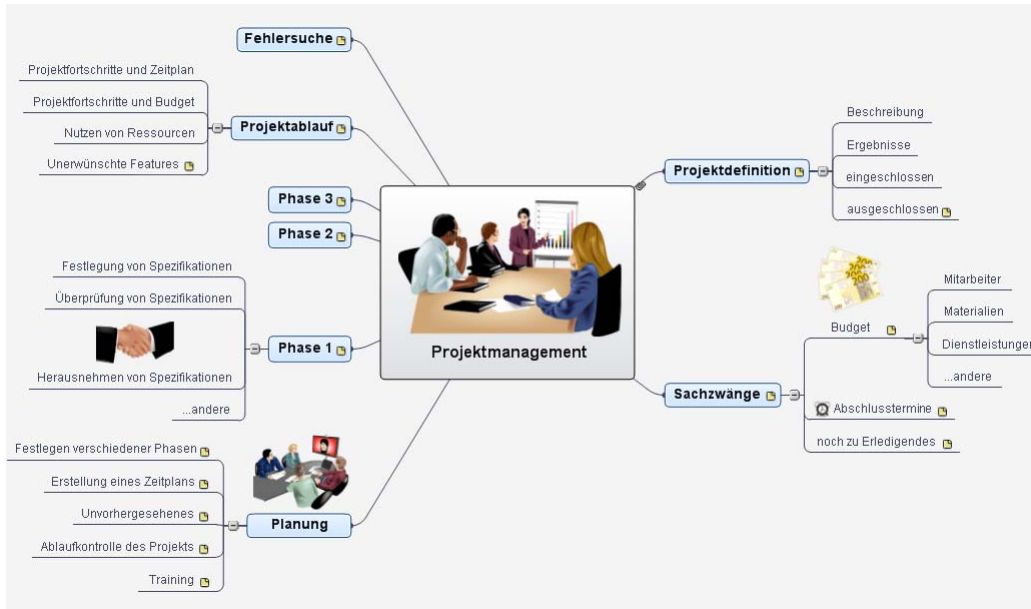 Fehlersuche
Projektfortschritte und Zeitplan
Projektfortschritte und Budget
Nutzen von Ressourcen
Unerwünschte Features
Projektablauf
Phase 3
Phase 2
Festlegung von Spezifikationen
Überprüfung von Spezifikationen
Herausnehmen von Spezifikationen
...andere
Phase 1
Festlegen verschiedener Phasen
Erstellung eines Zeitplans
Unvorhergesehenes
Ablaufkontrolle des Projekts
Training
Planung
Projektmanagement
Projektdefinition
Beschreibung
Ergebnisse
eingeschlossen
ausgeschlossen
Sachzwänge
200
200
200
Budget
Mitarbeiter
Materialien
Dienstleistungen
...andere
Abschlusstermine
noch zu Erledigendes